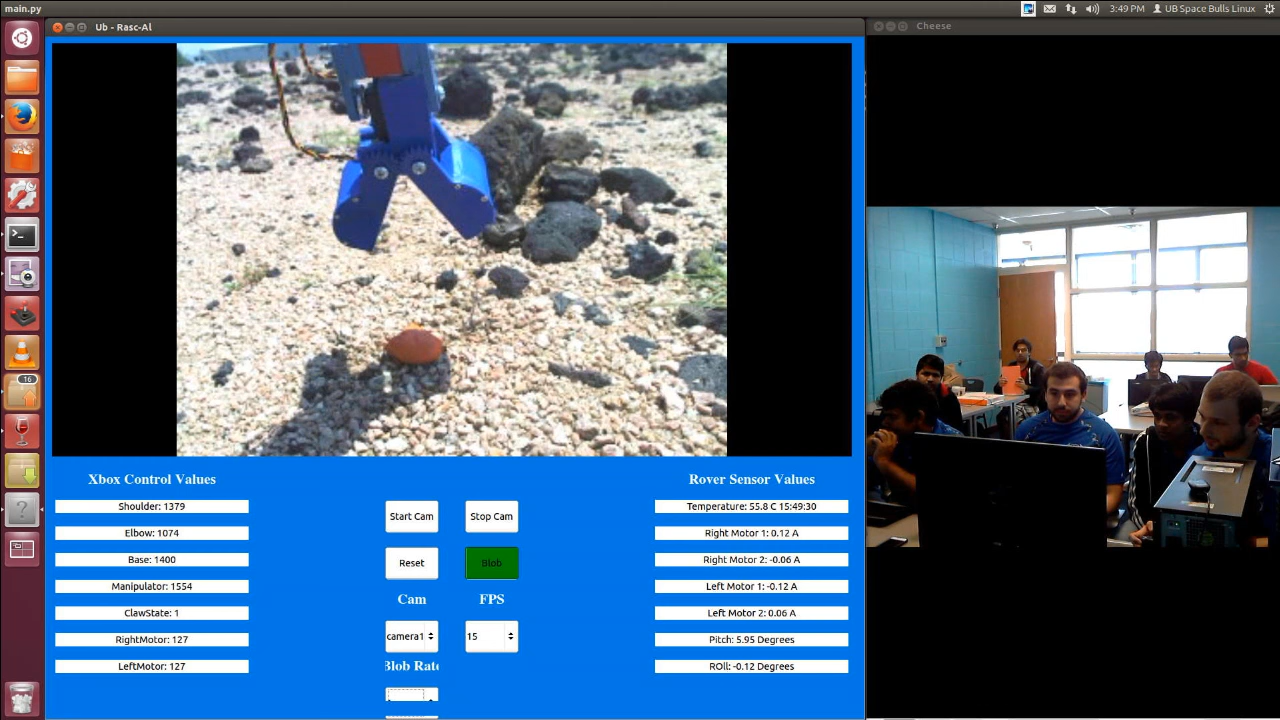 main.py
3:49 PM
UB Space Bulls Linux
Ub - Rasc-Al
Cheese
16
Xbox Control Values
Shoulder: 1379
Elbow: 1074
Base: 1400
Manipulator: 1554
ClawState: 1
RightMotor: 127
LeftMotor: 127
Start Cam
Stop Cam
Reset
Blob
Cam
FPS
camera1
15
Blob Rate
Rover Sensor Values
Temperature: 55.8 C 15:49:30
Right Motor 1: 0.12 A
Right Motor 2: -0.06 A
Left Motor 1: -0.12 A
Left Motor 2: 0.06 A
Pitch: 5.95 Degrees
ROll: -0.12 Degrees